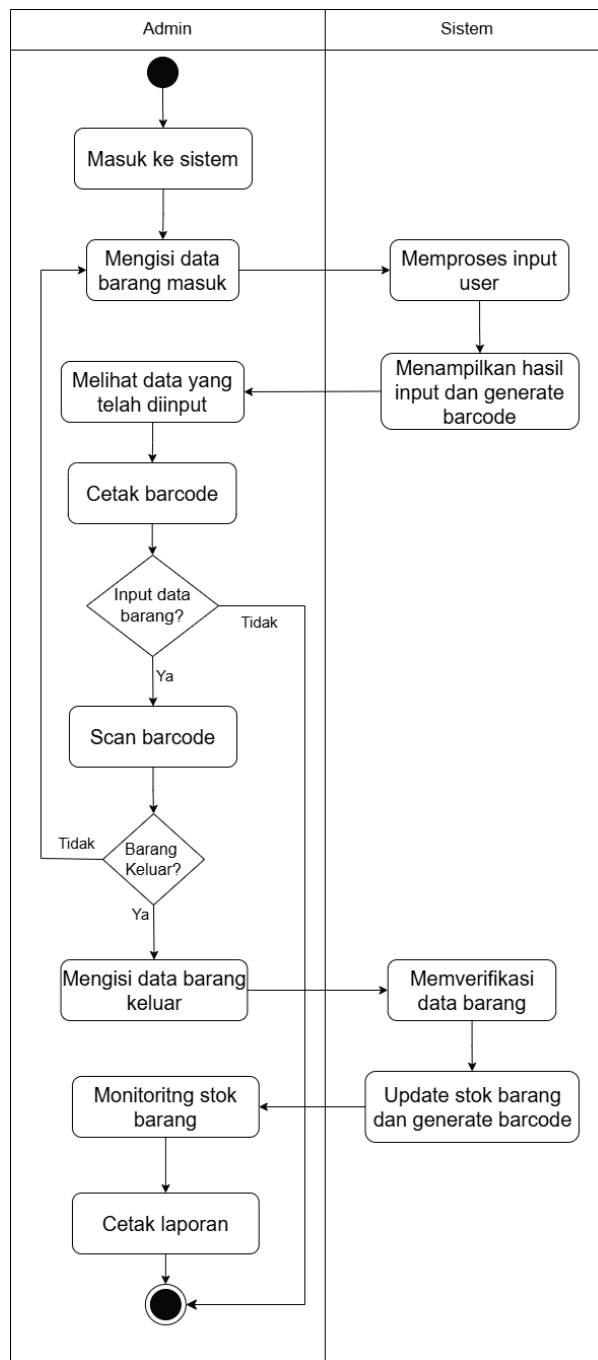 Admin
Sistem
Masuk ke sistem
Mengisi data
barang masuk
Memproses input
user
Menampilkan hasil
input dan generate
barcode
Melihat data yang
telah diinput
Cetak barcode
Input data
barang?
Tidak
Ya
Scan barcode
Tidak
Barang
Keluar?
Ya
Mengisi data barang
keluar
Memverifikasi
data barang
Update stok barang
dan generate barcode
Monitoritng stok
barang
Cetak laporan